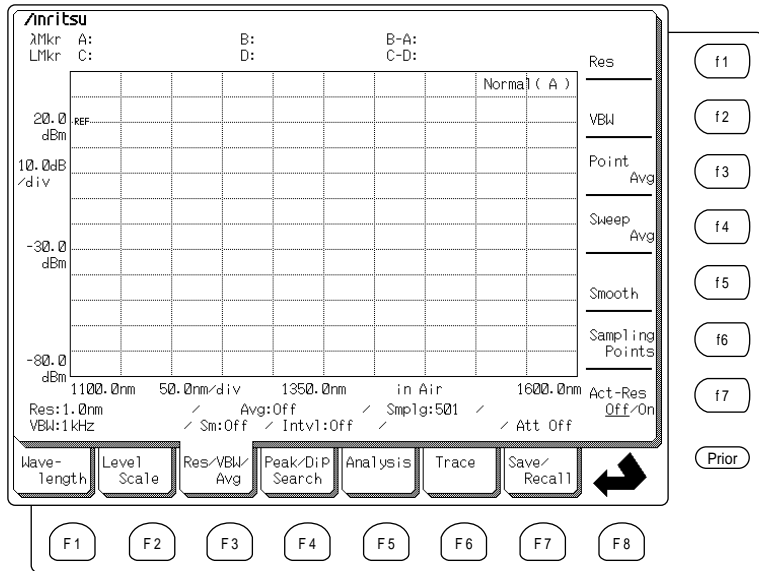 Anritsu
λMkr A: B: B-A:
LMkr C: D: C-D:
Normal( A )
20.0
dBm
REF
10.0dB
/div
-30.0
dBm
-80.0
dBm
1100.0nm 50.0nm/div 1350.0nm in Air 1600.0nm
Res:1.0nm / Avg:Off / Smplg:501 /
VBW:1kHz / Sm:Off / Intvl:Off / / Att Off
Res
VBW
Point
Avg
Sweep
Avg
Smooth
Sampling
Points
Act-Res
Off/On
f1
f2
f3
f4
f5
f6
f7
Prior
Wave-
length
Level
Scale
Res/VBW/
Avg
Peak/Dip
Search
Analysis
Trace
Save/
Recall
F1 F2 F3 F4 F5 F6 F7 F8